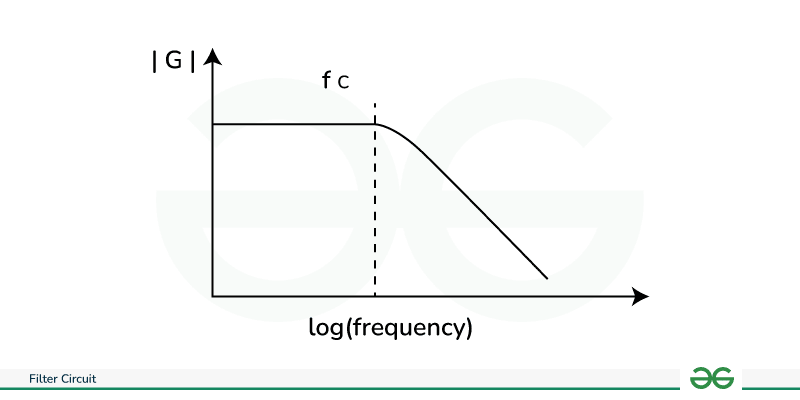 | G |
f c
log(frequency)
Filter Circuit